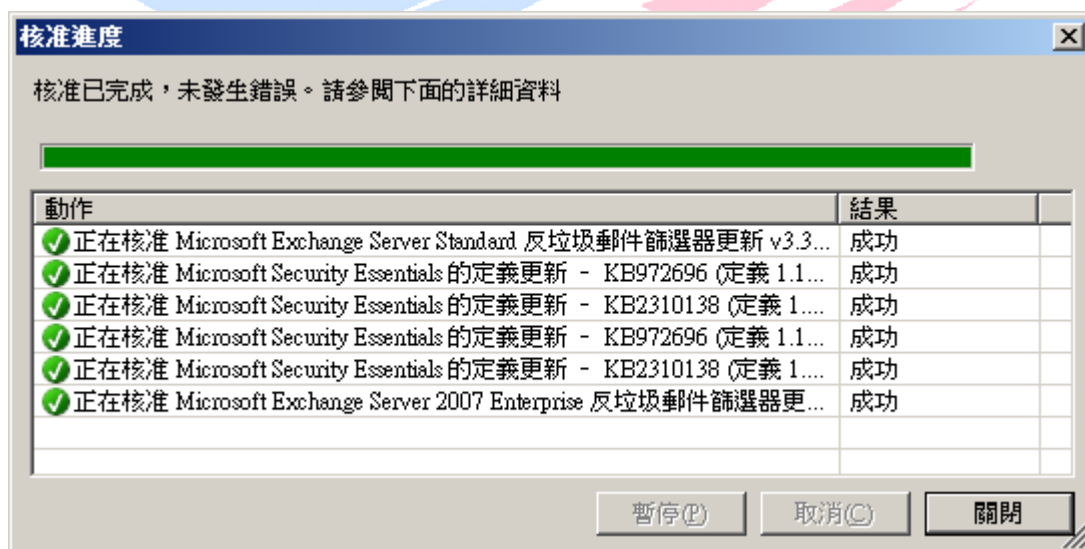 核准進度
核准已完成，未發生錯誤。請參閱下面的詳細資料
動作 結果
正在核准 Microsoft Exchange Server Standard 反垃圾郵件篩選器更新 v3.3... 成功
正在核准 Microsoft Security Essentials 的定義更新 - KB972696 (定義 1.1... 成功
正在核准 Microsoft Security Essentials 的定義更新 - KB2310138 (定義 1.... 成功
正在核准 Microsoft Security Essentials 的定義更新 - KB972696 (定義 1.1... 成功
正在核准 Microsoft Security Essentials 的定義更新 - KB2310138 (定義 1.... 成功
正在核准 Microsoft Exchange Server 2007 Enterprise 反垃圾郵件篩選器更... 成功
暫停(P) 取消(C) 關閉